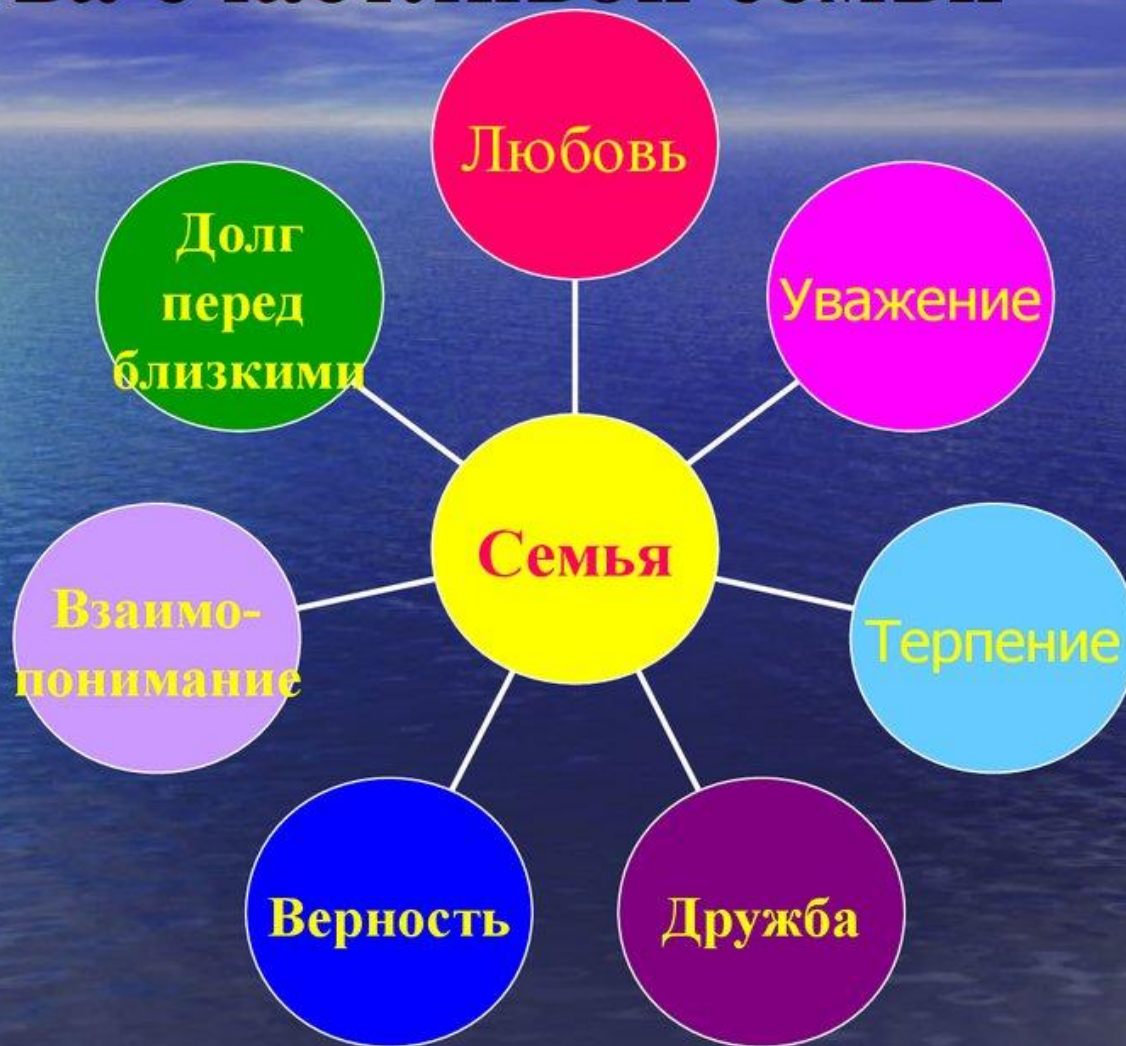 Любовь
Уважение
Терпение
Дружба
Верность
Взаимо-
понимание
Долг
перед
близкими
Семья